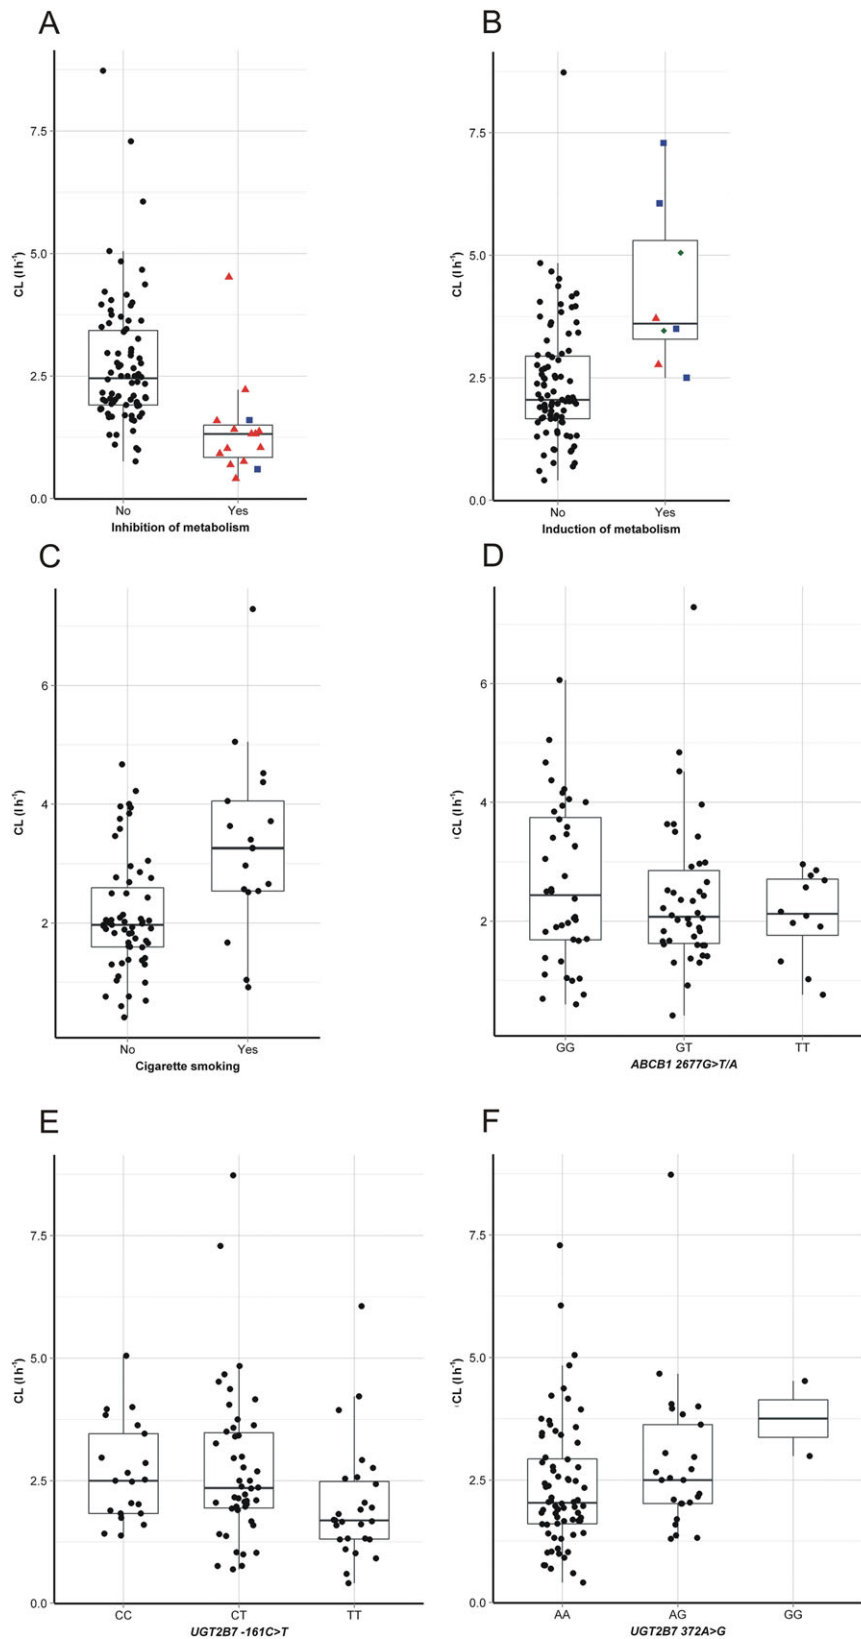 A
7.5
5.0
2.5
0.0
CL (l h⁻¹)
No
Yes
Inhibition of metabolism
B
7.5
5.0
2.5
0.0
CL (l h⁻¹)
No
Yes
Induction of metabolism
C
6
4
2
CL (l h⁻¹)
No
Yes
Cigarette smoking
D
6
4
2
CL (l h⁻¹)
GG
GT
TT
ABCB1 2677G>T/A
E
7.5
5.0
2.5
0.0
CL (l h⁻¹)
CC
CT
TT
UGT2B7 -161C>T
F
7.5
5.0
2.5
0.0
CL (l h⁻¹)
AA
AG
GG
UGT2B7 372A>G